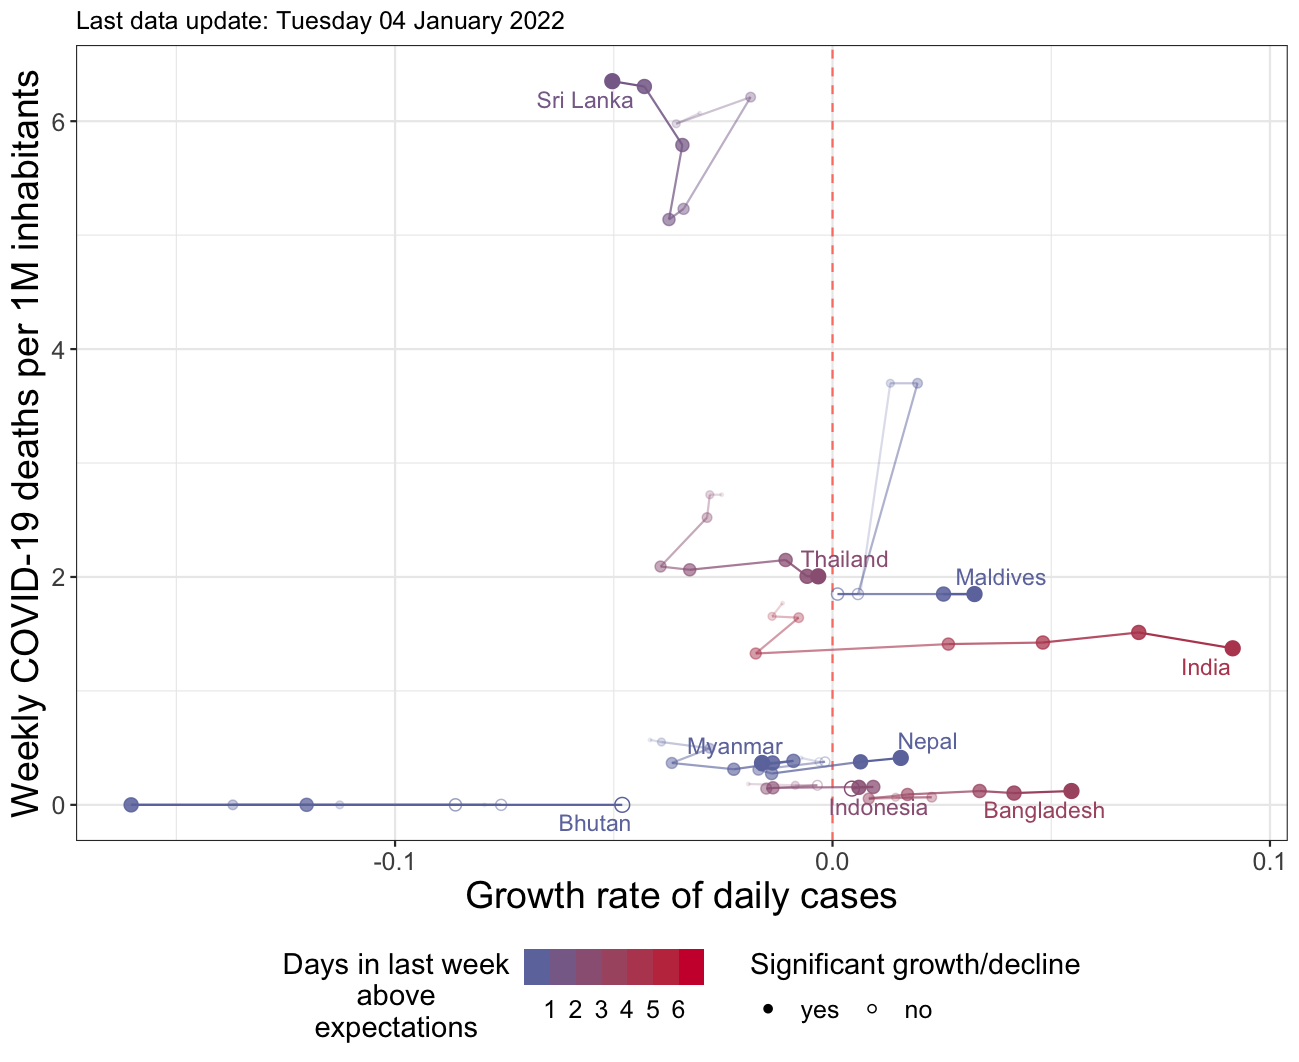 Last data update: Tuesday 04 January 2022
Weekly COVID-19 deaths per 1M inhabitants
6
4
2
0
Sri Lanka
Thailand
Maldives
India
Myanmar
Nepal
Indonesia
Bangladesh
Bhutan
-0.1
0.0
0.1
Growth rate of daily cases
Days in last week
above
expectations
1 2 3 4 5 6
Significant growth/decline
yes
no